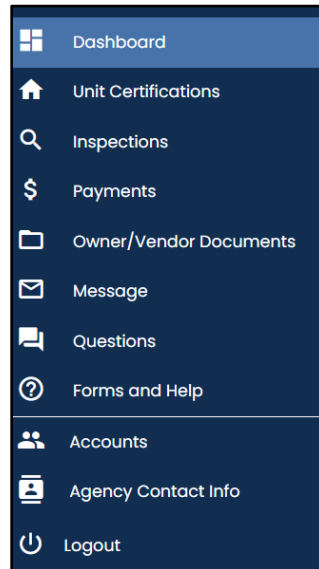 Dashboard
Unit Certifications
Inspections
Payments
Owner/Vendor Documents
Message
Questions
Forms and Help
Accounts
Agency Contact Info
Logout